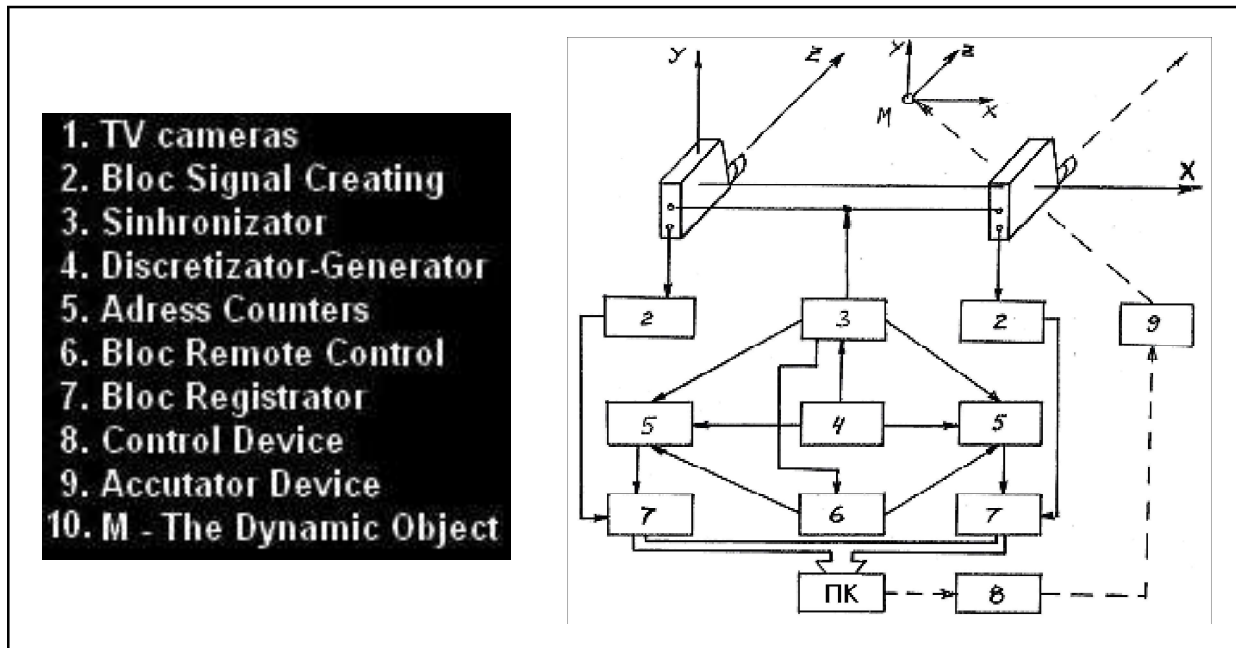 1. TV cameras
2. Bloc Signal Creating
3. Sinhronizator
4. Discretizator-Generator
5. Adress Counters
6. Bloc Remote Control
7. Bloc Registrator
8. Control Device
9. Accutator Device
10. M - The Dynamic Object
Y Z Y z
M x
X
2 3 2 9
5 4 5
7 6 7
ПК 8